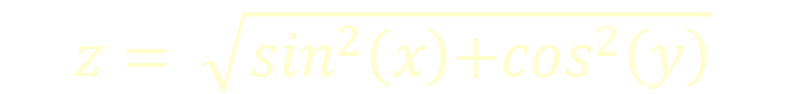 z = √sin²(x)+cos²(y)